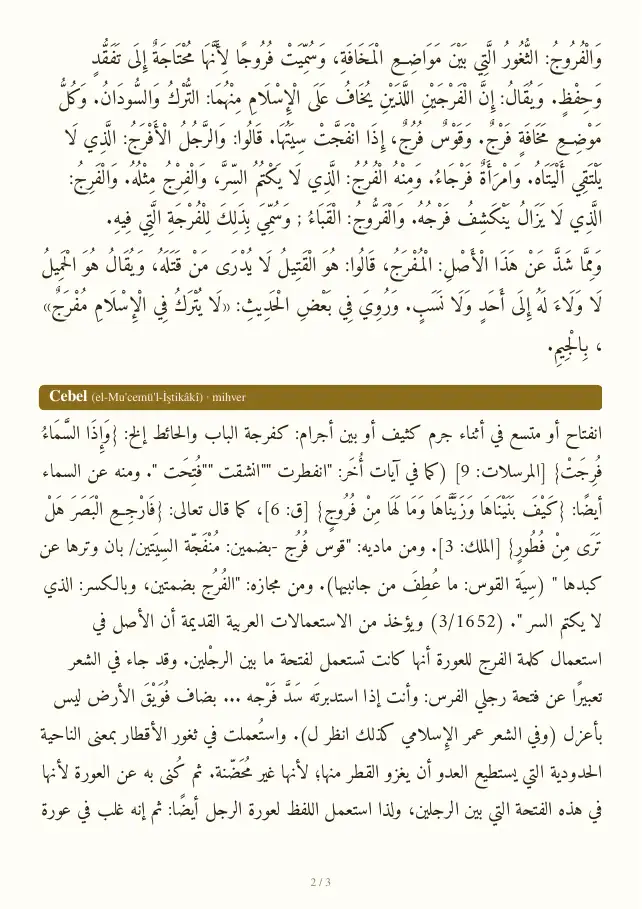 وَالْفُرُوجُ: الثُّغُورُ الَّتِي بَيْنَ مَوَاضِعِ الْمَخَافَةِ، وَسُمِّيَتْ فُرُوجًا لِأَنَّهَا مُحْتَاجَةٌ إِلَى تَفَقُّدٍ
وَحِفْظٍ. وَيُقَالُ: إِنَّ الْفَرْجَيْنِ اللَّذَيْنِ يُخَافُ عَلَى الْإِسْلَامِ مِنْهُمَا: التُّرْكُ وَالسُّودَانُ. وَكُلُّ
مَوْضِعِ مَخَافَةٍ فَرْجٌ. وَقَوْسٌ فُرُجٌ، إِذَا انْفَجَّتْ سِيَتُهَا. قَالُوا: وَالرَّجُلُ الْأَفْرَجُ: الَّذِي لَا
يَلْتَقِي أَلْيَتَاهُ. وَامْرَأَةٌ فَرْجَاءُ. وَمِنْهُ الْفُرُجُ: الَّذِي لَا يَكْتُمُ السِّرَّ، وَالْفِرْجُ مِثْلُهُ. وَالْفَرِجُ:
الَّذِي لَا يَزَالُ يَنْكَشِفُ فَرْجُهُ. وَالْفَرُّوجُ: الْقَبَاءُ ; وَسُمِّيَ بِذَلِكَ لِلْفُرْجَةِ الَّتِي فِيهِ.
وَمِمَّا شَذَّ عَنْ هَذَا الْأَصْلِ: الْمُفْرَجُ، قَالُوا: هُوَ الْقَتِيلُ لَا يُدْرَى مَنْ قَتَلَهُ، وَيُقَالُ هُوَ الْحَمِيلُ
لَا وَلَاءَ لَهُ إِلَى أَحَدٍ وَلَا نَسَبٍ. وَرُوِيَ فِي بَعْضِ الْحَدِيثِ: «لَا يُتْرَكُ فِي الْإِسْلَامِ مُفْرَجٌ»
، بِالْجِيمِ.
Cebel (el-Mu'cemü'l-İştikâkî) · mihver
انفتاح أو متسع في أثناء جرم كثيف أو بين أجرام: كفرجة الباب والحائط إلخ: {وَإِذَا السَّمَاءُ
فُرِجَتْ} [المرسلات: 9] (كما في آيات أُخَر: "انفطرت ""انشقت ""فُتِحَت ". ومنه عن السماء
أيضًا: {كَيْفَ بَنَيْنَاهَا وَزَيَّنَّاهَا وَمَا لَهَا مِنْ فُرُوجٍ} [ق: 6]، كما قال تعالى: {فَارْجِعِ الْبَصَرَ هَلْ
تَرَى مِنْ فُطُورٍ} [الملك: 3]. ومن ماديه: "قوس فُرُج -بضمين: مُنْفَجّة السِيَتَين/ بان وترها عن
كبدها " (سِيَة القوس: ما عُطِفَ من جانبيها). ومن مجازه: "الفُرُج بضمتين، وبالكسر: الذي
لا يكتم السر ". (3/1652) ويؤخذ من الاستعمالات العربية القديمة أن الأصل في
استعمال كلمة الفرج للعورة أنها كانت تستعمل لفتحة ما بين الرجْلين. وقد جاء في الشعر
تعبيرًا عن فتحة رجلي الفرس: وأنت إذا استدبرتَه سَدَّ فَرْجه ... بضاف فُوَيْقَ الأرض ليس
بأعزل (وفي الشعر عمر الإسلامي كذلك انظر ل). واستُعملت في ثغور الأقطار بمعنى الناحية
الحدودية التي يستطيع العدو أن يغزو القطر منها؛ لأنها غير مُحَصَّنة. ثم كُنى به عن العورة لأنها
في هذه الفتحة التي بين الرجلين، ولذا استعمل اللفظ لعورة الرجل أيضًا: ثم إنه غلب في عورة
2 / 3